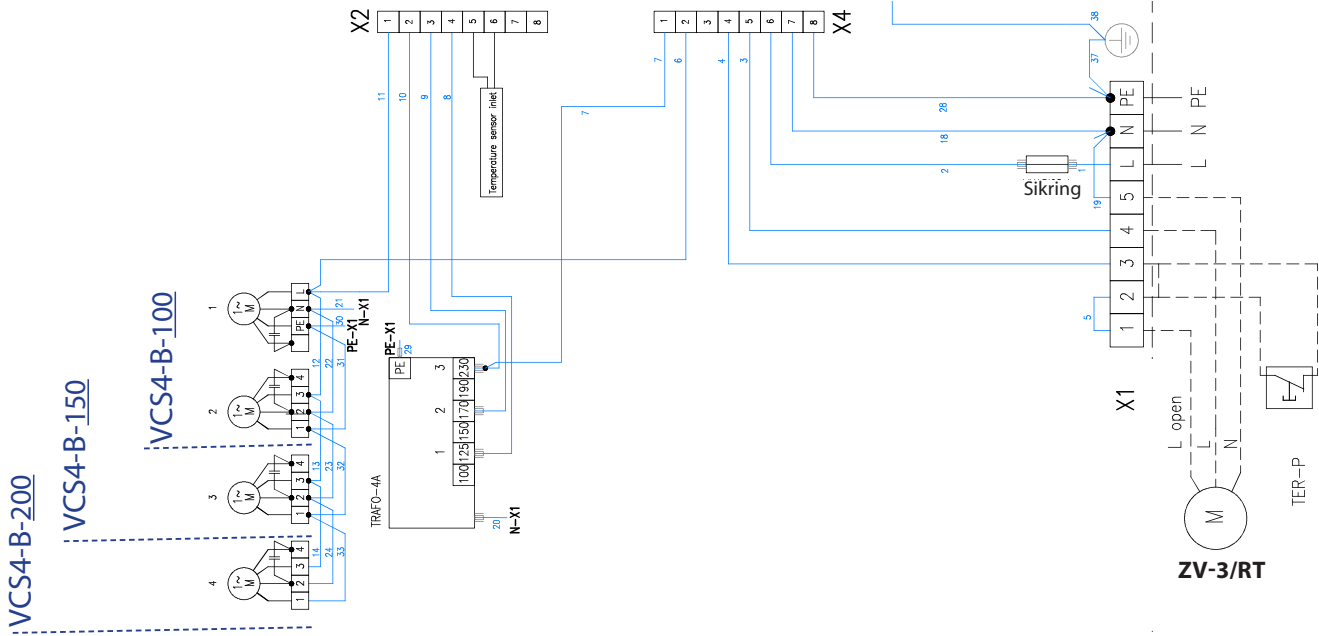 X2
1 2 3 4 5 6 7 8
1 2 3 4 5 6 7 8
X4
11
10
9
8
Temperature sensor inlet
7
6
4
3
7
38
37
28
18
2
1
19
5
Sikring
PE
N
L
5
4
3
2
1
PE
N
L
X1
VCS4-B-200
VCS4-B-150
VCS4-B-100
1
1~
M
L
N
PE
21
30
N-X1
PE-X1
12
22
31
2
1~
M
4
3
2
1
13
23
32
3
1~
M
4
3
2
1
14
24
33
4
1~
M
4
3
2
1
PE-X1
29
PE
TRAFO-4A
3
2
1
230
190
170
150
125
100
20
N-X1
L open
L
N
M
ZV-3/RT
TER-P